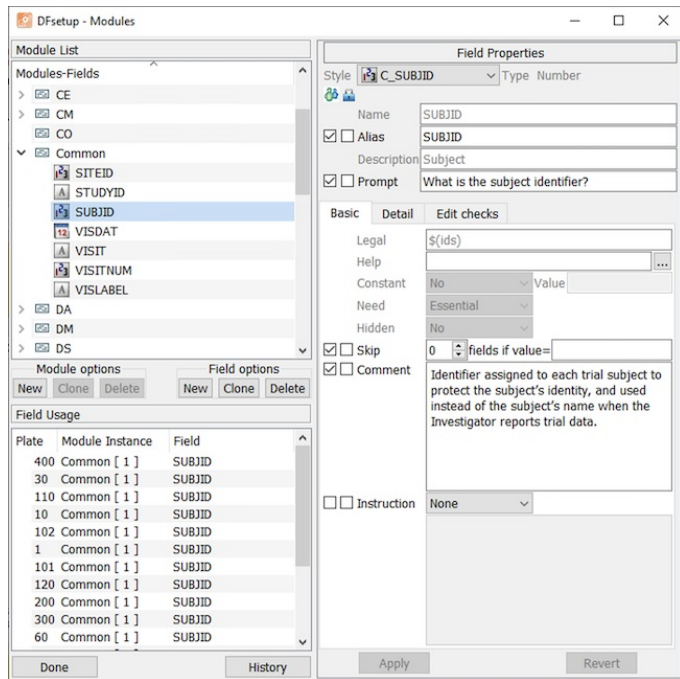 DFsetup - Modules
Module List
Modules-Fields
CE
CM
CO
Common
SITEID
STUDYID
SUBJID
VISDAT
VISIT
VISITNUM
VISLABEL
DA
DM
DS
Module options
Field options
New Clone Delete
New Clone Delete
Field Usage
Plate Module Instance Field
400 Common [ 1 ] SUBJID
30 Common [ 1 ] SUBJID
110 Common [ 1 ] SUBJID
10 Common [ 1 ] SUBJID
102 Common [ 1 ] SUBJID
1 Common [ 1 ] SUBJID
101 Common [ 1 ] SUBJID
120 Common [ 1 ] SUBJID
200 Common [ 1 ] SUBJID
300 Common [ 1 ] SUBJID
60 Common [ 1 ] SUBJID
Done History
Field Properties
Style C_SUBJID Type Number
Name SUBJID
Alias SUBJID
Description Subject
Prompt What is the subject identifier?
Basic Detail Edit checks
Legal $(ids)
Help ...
Constant No Value
Need Essential
Hidden No
Skip 0 fields if value=
Comment Identifier assigned to each trial subject to
protect the subject's identity, and used
instead of the subject's name when the
Investigator reports trial data.
Instruction None
Apply Revert